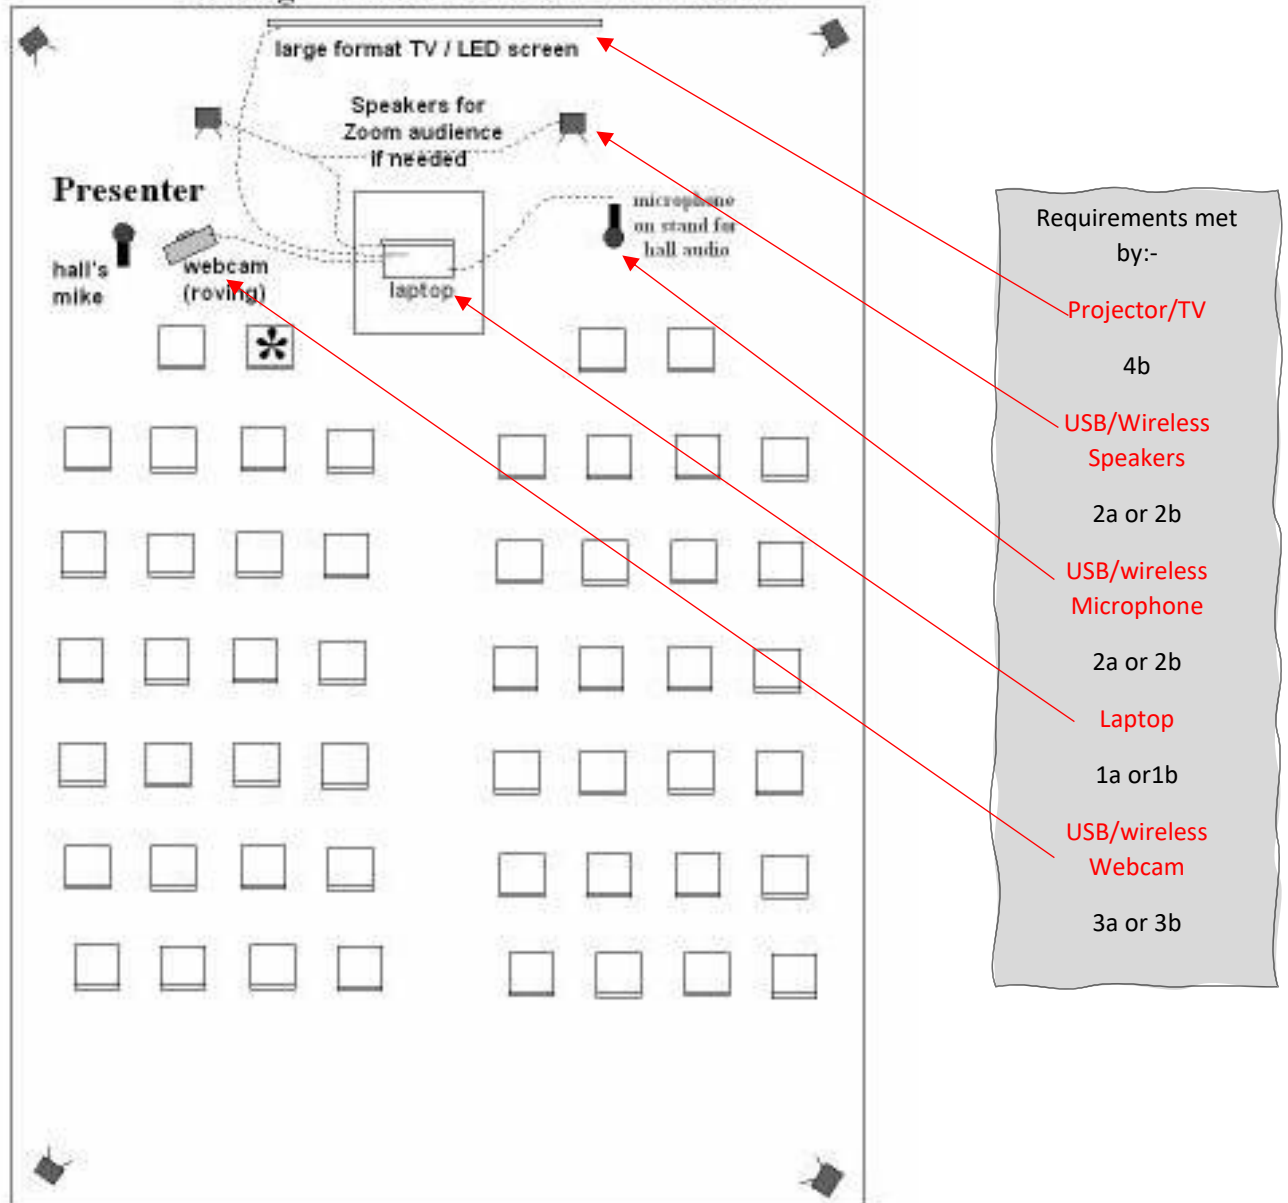 large format TV / LED screen
Speakers for
Zoom audience
if needed
Presenter
hall's
mike
webcam
(roving)
laptop
microphone
on stand for
hall audio
*
Requirements met
by:-
Projector/TV
4b
USB/Wireless
Speakers
2a or 2b
USB/wireless
Microphone
2a or 2b
Laptop
1a or1b
USB/wireless
Webcam
3a or 3b